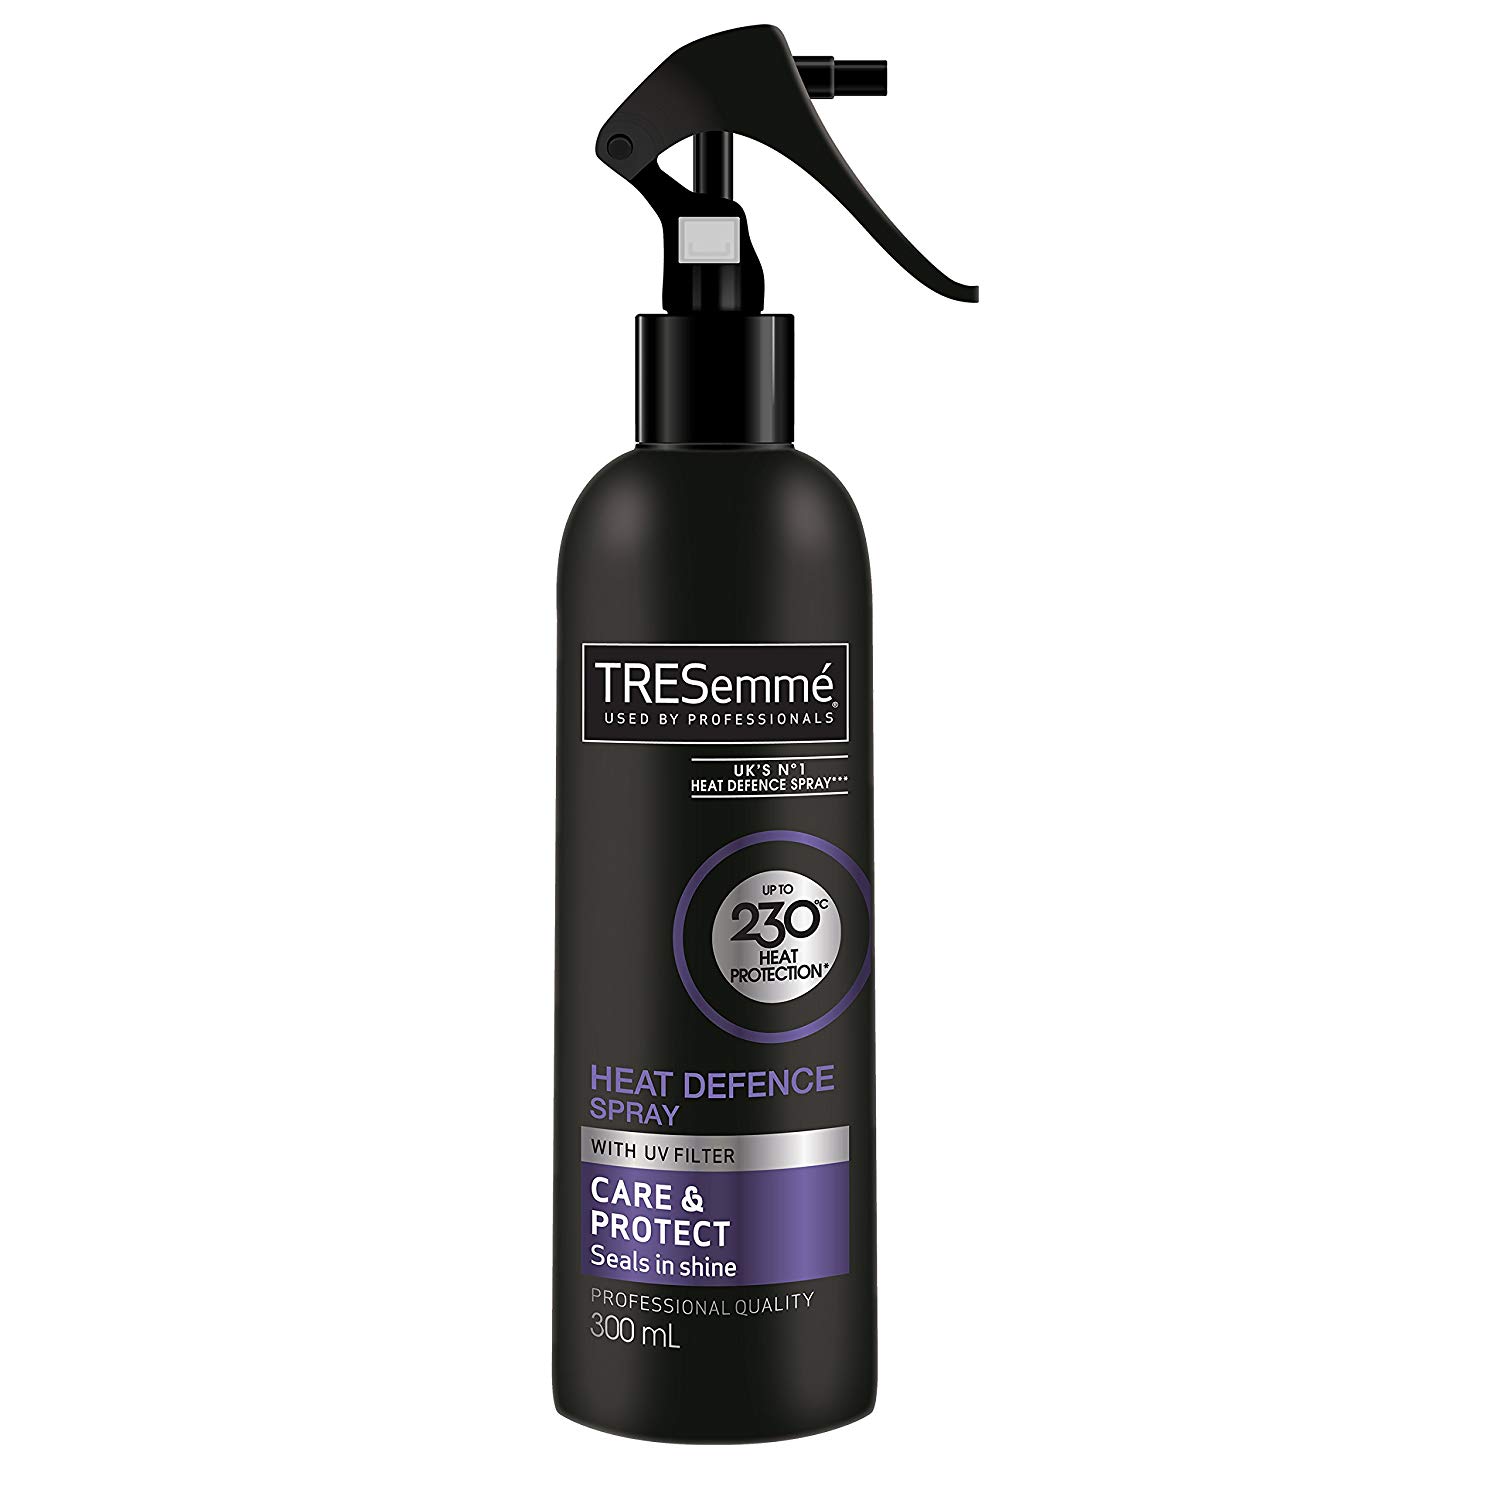 TRESemmé®
USED BY PROFESSIONALS
UK'S N°1
HEAT DEFENCE SPRAY***
UP TO
230°C
HEAT
PROTECTION*
HEAT DEFENCE
SPRAY
WITH UV FILTER
CARE &
PROTECT
Seals in shine
PROFESSIONAL QUALITY
300 mL